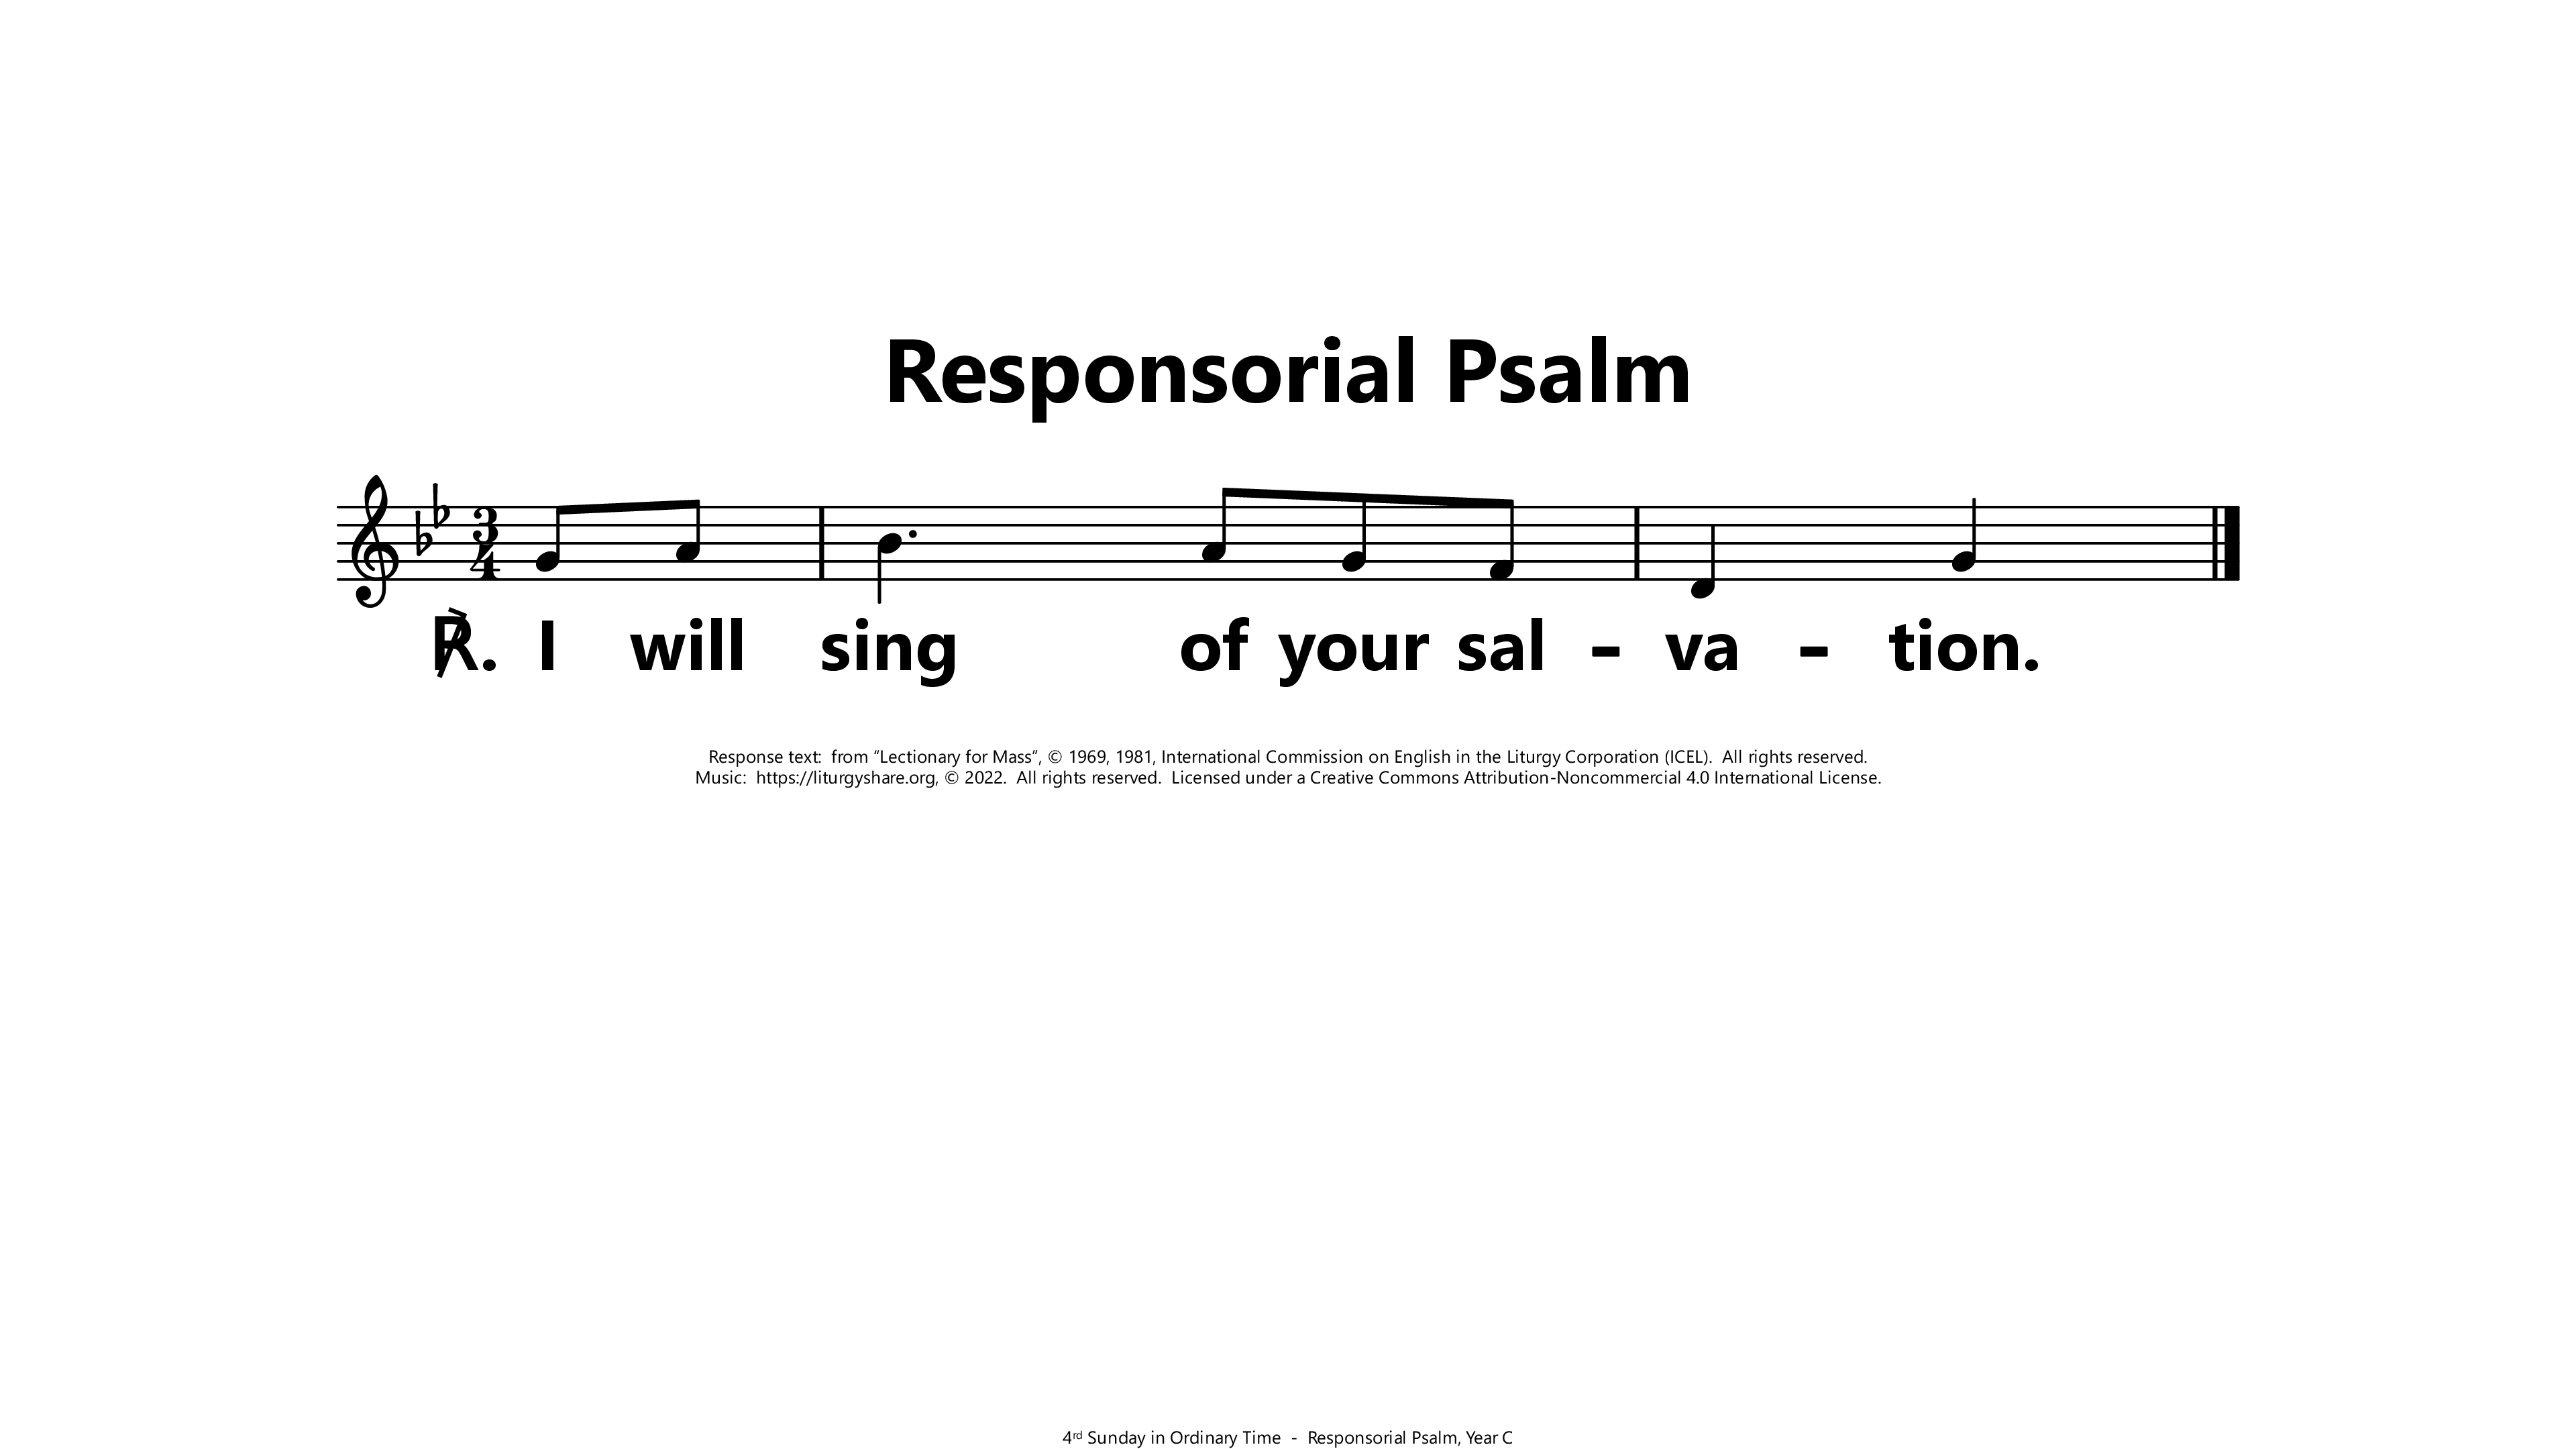 Responsorial Psalm
3
4
℟. I will sing of your sal - va - tion.
Response text:  from “Lectionary for Mass”, © 1969, 1981, International Commission on English in the Liturgy Corporation (ICEL).  All rights reserved.
Music:  https://liturgyshare.org, © 2022.  All rights reserved.  Licensed under a Creative Commons Attribution-Noncommercial 4.0 International License.
4rd Sunday in Ordinary Time  -  Responsorial Psalm, Year C